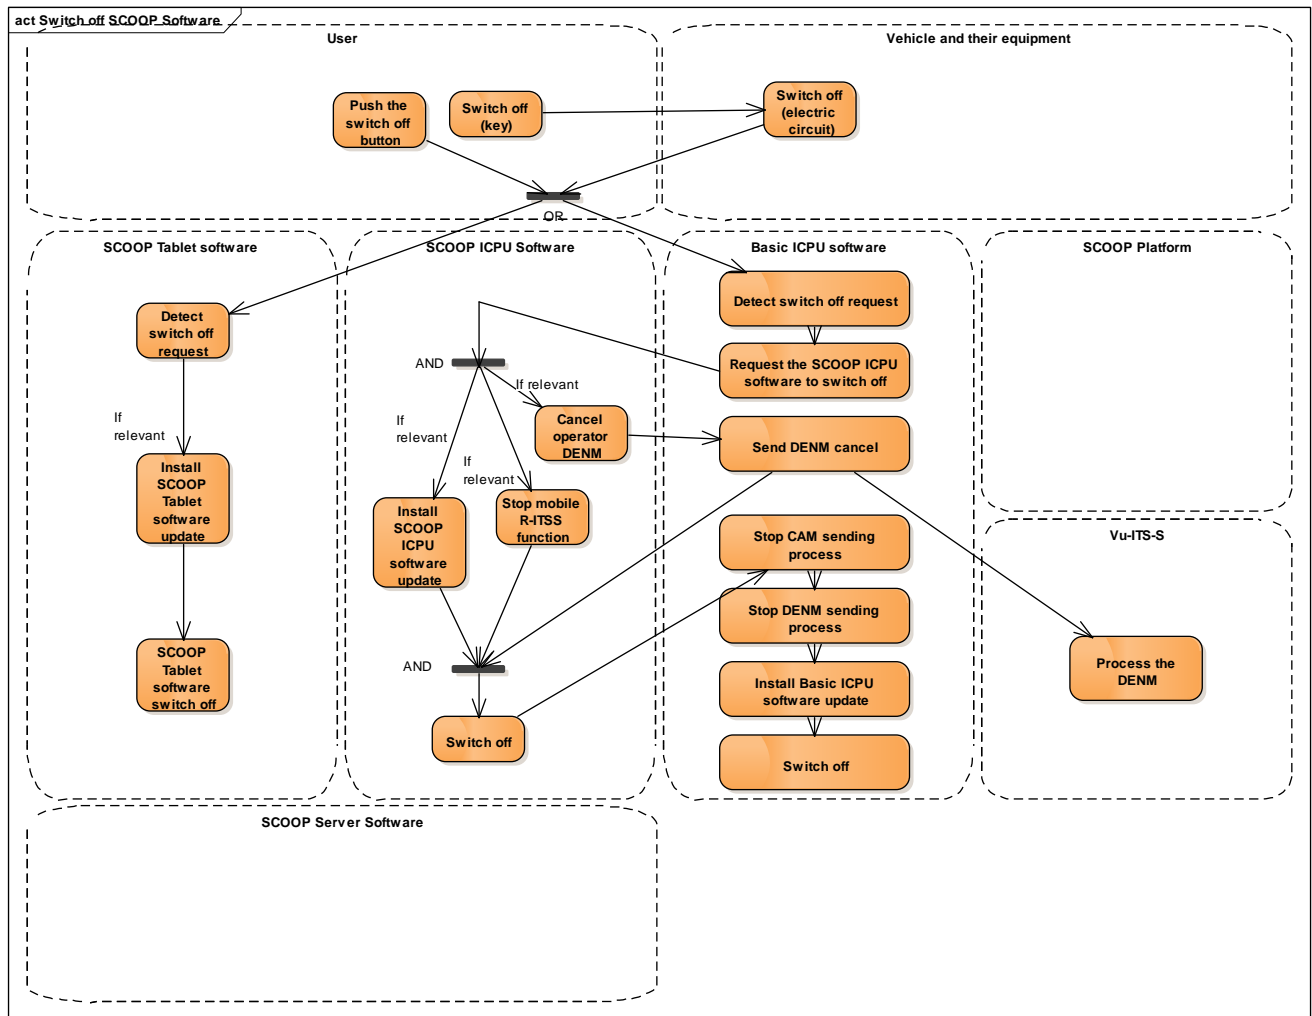 act Switch off SCOOP Software
User
Vehicle and their equipment
Push the
switch off
button
Switch off
(key)
Switch off
(electric
circuit)
OR
SCOOP Tablet software
SCOOP ICPU Software
Basic ICPU software
SCOOP Platform
Detect
switch off
request
If
relevant
Install
SCOOP
Tablet
software
update
SCOOP
Tablet
software
switch off
AND
If relevant
If
relevant
If
relevant
Cancel
operator
DENM
Install
SCOOP
ICPU
software
update
Stop mobile
R-ITSS
function
AND
Switch off
Detect switch off request
Request the SCOOP ICPU
software to switch off
Send DENM cancel
Stop CAM sending
process
Stop DENM sending
process
Install Basic ICPU
software update
Switch off
Vu-ITS-S
Process the
DENM
SCOOP Server Software